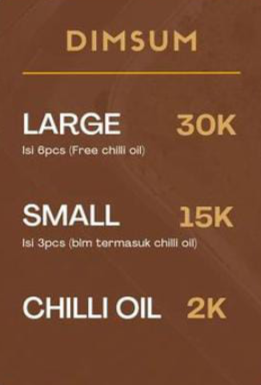 DIMSUM
LARGE 30K
Isi 6pcs (Free chilli oil)
SMALL 15K
Isi 3pcs (blm termasuk chilli oil)
CHILLI OIL 2K